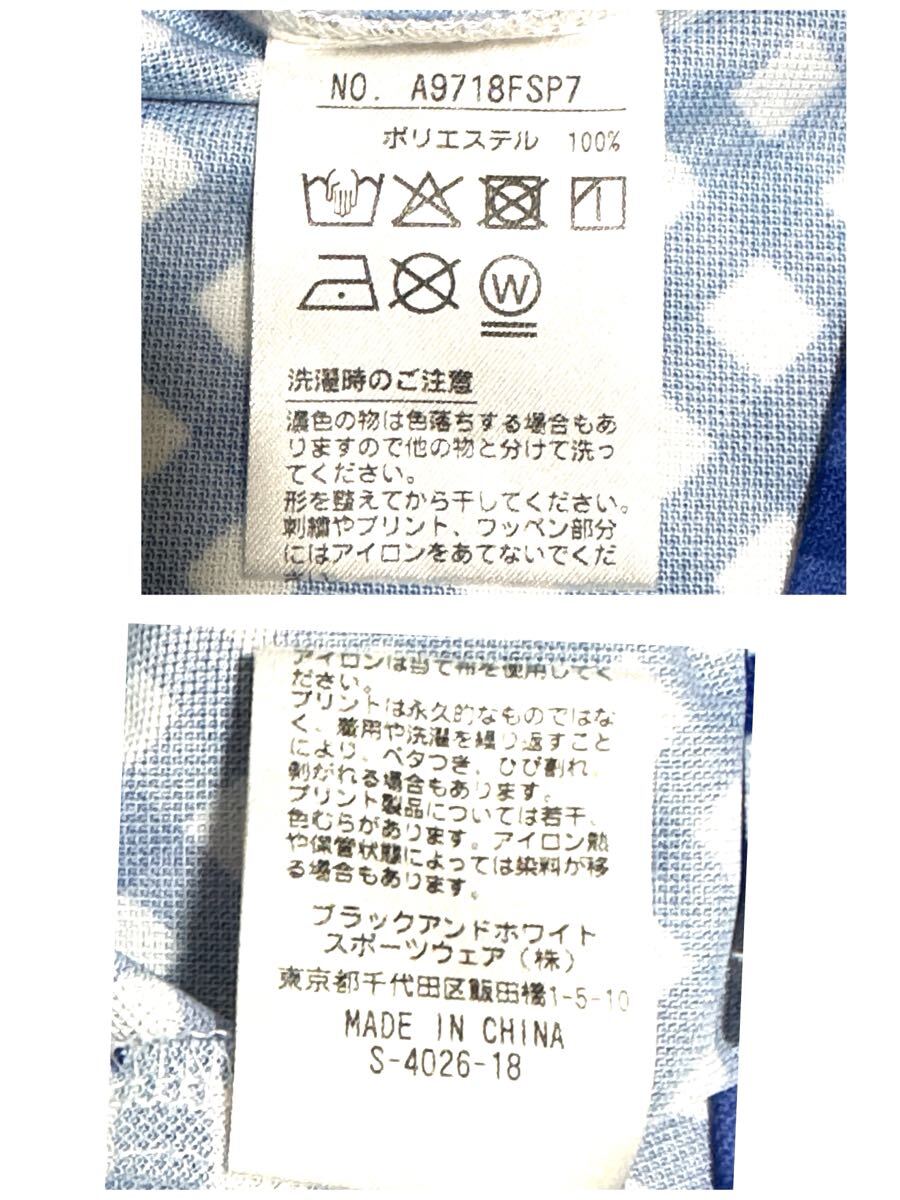 NO. A9718FSP7
ポリエステル 100%
W
洗濯時のご注意
濃色の物は色落ちする場合もあ
りますので他の物と分けて洗っ
てください。
形を整えてから干してください。
刺繍やプリント、ワッペン部分
にはアイロンをあてないでくだ
さい。
アイロンは当て布を使用してく
ださい。
プリントは永久的なものではな
く、着用や洗濯を繰り返すこと
により、ベタつき、ひび割れ、
剥がれる場合もあります。
プリント製品については若干、
色むらがあります。アイロン熱
や保管状態によっては染料が移
る場合もあります。
ブラックアンドホワイト
スポーツウェア(株)
東京都千代田区飯田橋1-5-10
MADE IN CHINA
S-4026-18